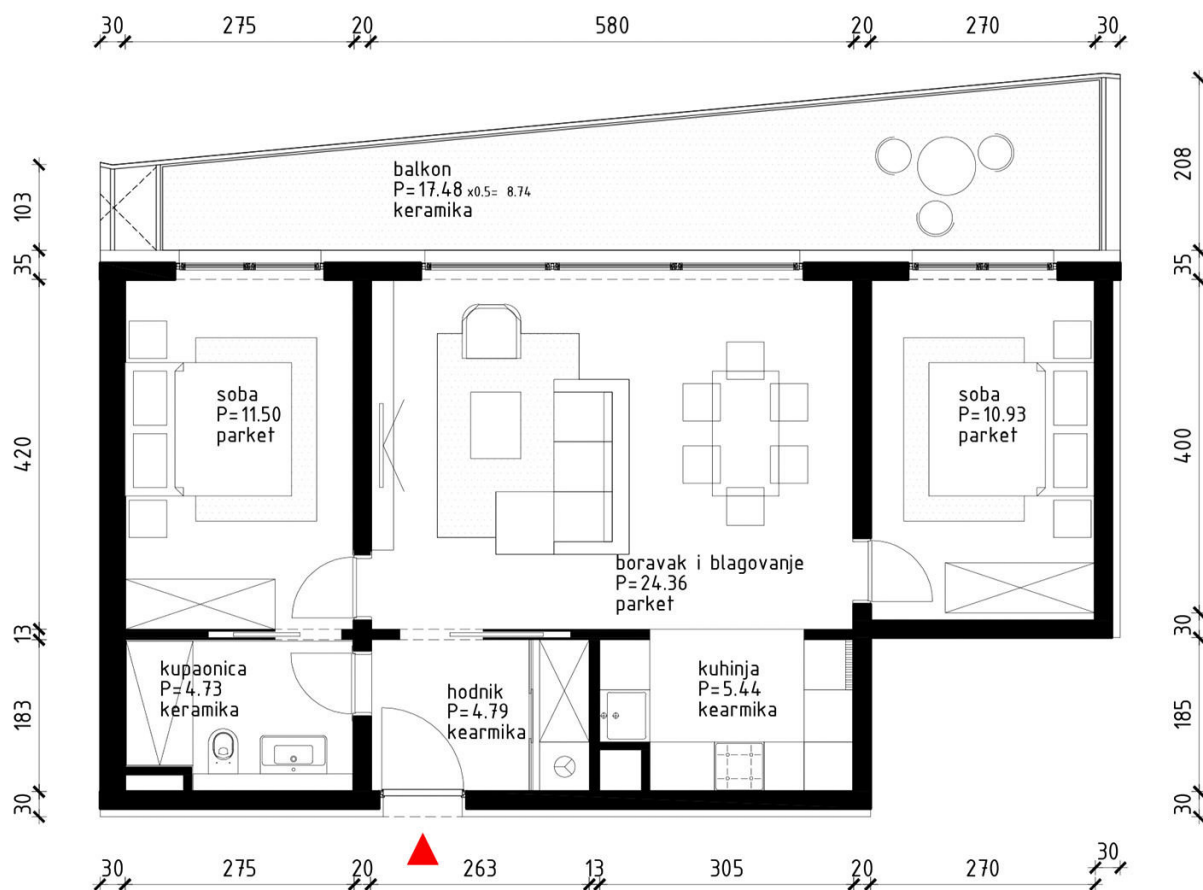 30 275 20 580 20 270 30
balkon
P=17.48 x0.5= 8.74
keramika
103
35
420
13
183
30
208
35
400
30
185
30
soba
P=11.50
parket
soba
P=10.93
parket
boravak i blagovanje
P=24.36
parket
kupaonica
P=4.73
keramika
hodnik
P=4.79
kearmika
kuhinja
P=5.44
kearmika
30 275 20 263 13 305 20 270 30